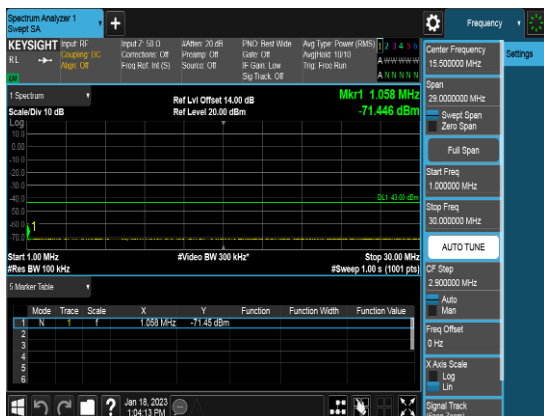 Spectrum Analyzer 1
Swept SA
Frequency
KEYSIGHT
Input: RF
Input Z: 50 Ω
#Atten: 20 dB
PNO: Best Wide
Avg Type: Power (RMS)
1 2 3 4 5 6
RL
Coupling: DC
Corrections: Off
Preamp: Off
Gate: Off
Avg|Hold: 10/10
A W W W W W
Align: Off
Freq Ref: Int (S)
Source: Off
IF Gain: Low
Trig: Free Run
Sig Track: Off
A N N N N N
1 Spectrum
Scale/Div 10 dB
Ref Lvl Offset 14.00 dB
Ref Level 20.00 dBm
Mkr1 1.058 MHz
-71.446 dBm
Log
10.0
0.00
-10.0
-20.0
-30.0
-40.0
-50.0
-60.0
-70.0
DL1 -43.00 dBm
1
Start 1.00 MHz
#Video BW 300 kHz*
Stop 30.00 MHz
#Res BW 100 kHz
#Sweep 1.00 s (1001 pts)
5 Marker Table
Mode Trace Scale X Y Function Function Width Function Value
1 N 1 f 1.058 MHz -71.45 dBm
2
3
4
5
6
Jan 18, 2023
1:04:13 PM
Settings
Center Frequency
15.500000 MHz
Span
29.0000000 MHz
Swept Span
Zero Span
Full Span
Start Freq
1.000000 MHz
Stop Freq
30.000000 MHz
AUTO TUNE
CF Step
2.900000 MHz
Auto
Man
Freq Offset
0 Hz
X Axis Scale
Log
Lin
Signal Track